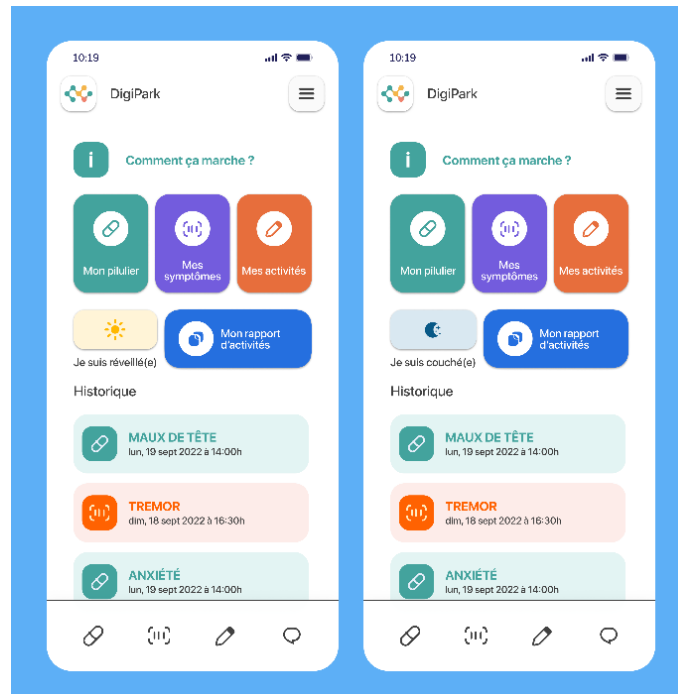 10:19
DigiPark
i
Comment ça marche ?
Mon pilulier
Mes
symptômes
Mes activités
Je suis réveillé(e)
Mon rapport
d'activités
Historique
MAUX DE TÊTE
lun, 19 sept 2022 à 14:00h
TREMOR
dim, 18 sept 2022 à 16:30h
ANXIÉTÉ
lun, 19 sept 2022 à 14:00h
10:19
DigiPark
i
Comment ça marche ?
Mon pilulier
Mes
symptômes
Mes activités
Je suis couché(e)
Mon rapport
d'activités
Historique
MAUX DE TÊTE
lun, 19 sept 2022 à 14:00h
TREMOR
dim, 18 sept 2022 à 16:30h
ANXIÉTÉ
lun, 19 sept 2022 à 14:00h